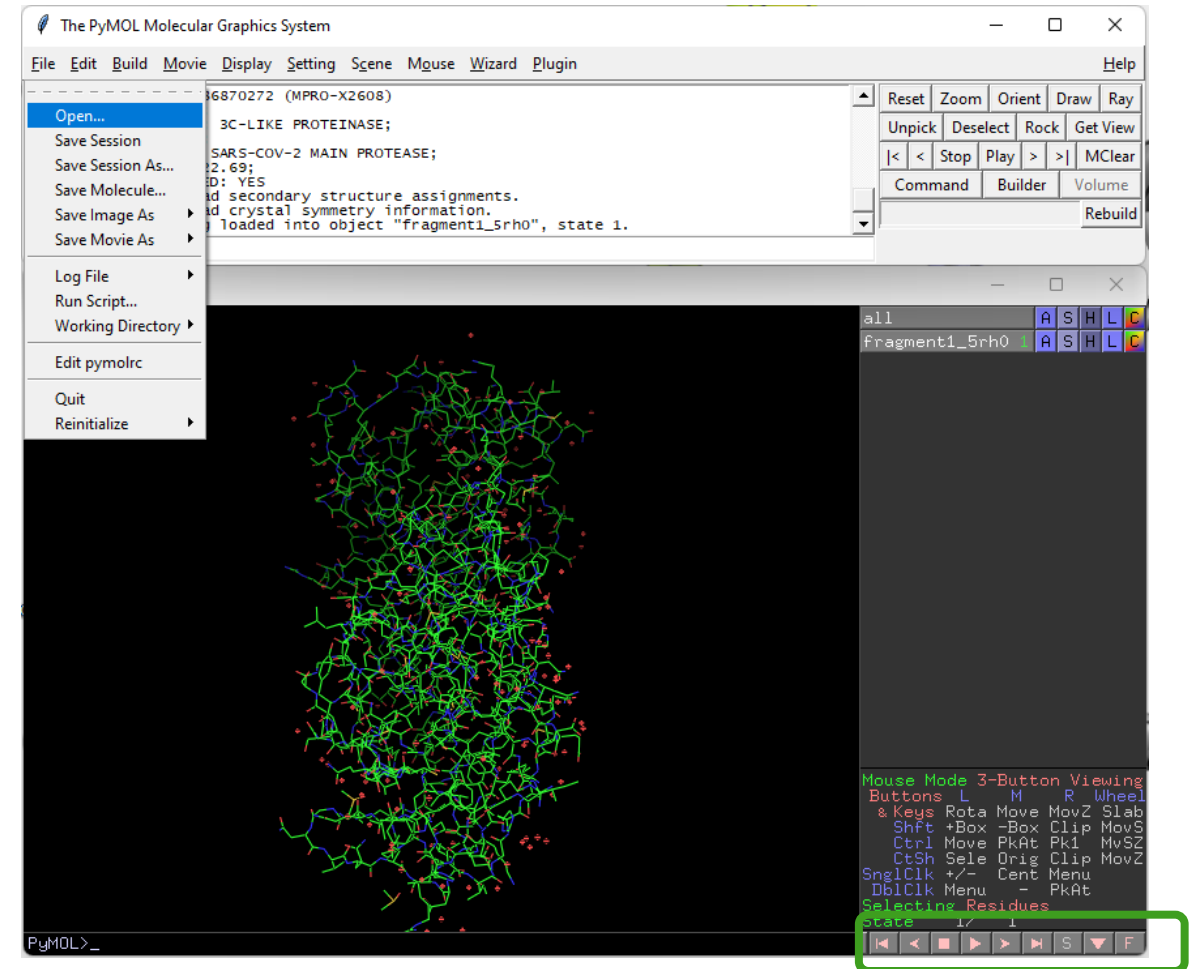 The PyMOL Molecular Graphics System
File Edit Build Movie Display Setting Scene Mouse Wizard Plugin Help
Open...
Save Session
Save Session As...
Save Molecule...
Save Image As
Save Movie As
Log File
Run Script...
Working Directory
Edit pymolrc
Quit
Reinitialize
6870272 (MPRO-X2608)
3C-LIKE PROTEINASE;
SARS-COV-2 MAIN PROTEASE;
2.69;
D: YES
d secondary structure assignments.
d crystal symmetry information.
loaded into object "fragment1_5rh0", state 1.
Reset Zoom Orient Draw Ray
Unpick Deselect Rock Get View
|< < Stop Play > >| MClear
Command Builder Volume
Rebuild
all A S H L C
fragment1_5rh0 1 A S H L C
Mouse Mode 3-Button Viewing
Buttons L M R Wheel
& Keys Rota Move MovZ Slab
Shft +Box -Box Clip MovS
Ctrl Move PkAt Pk1 MvSZ
CtSh Sele Orig Clip MovZ
SnglClk +/- Cent Menu
DblClk Menu - PkAt
Selecting Residues
State 1/ 1
S F
PyMOL>_